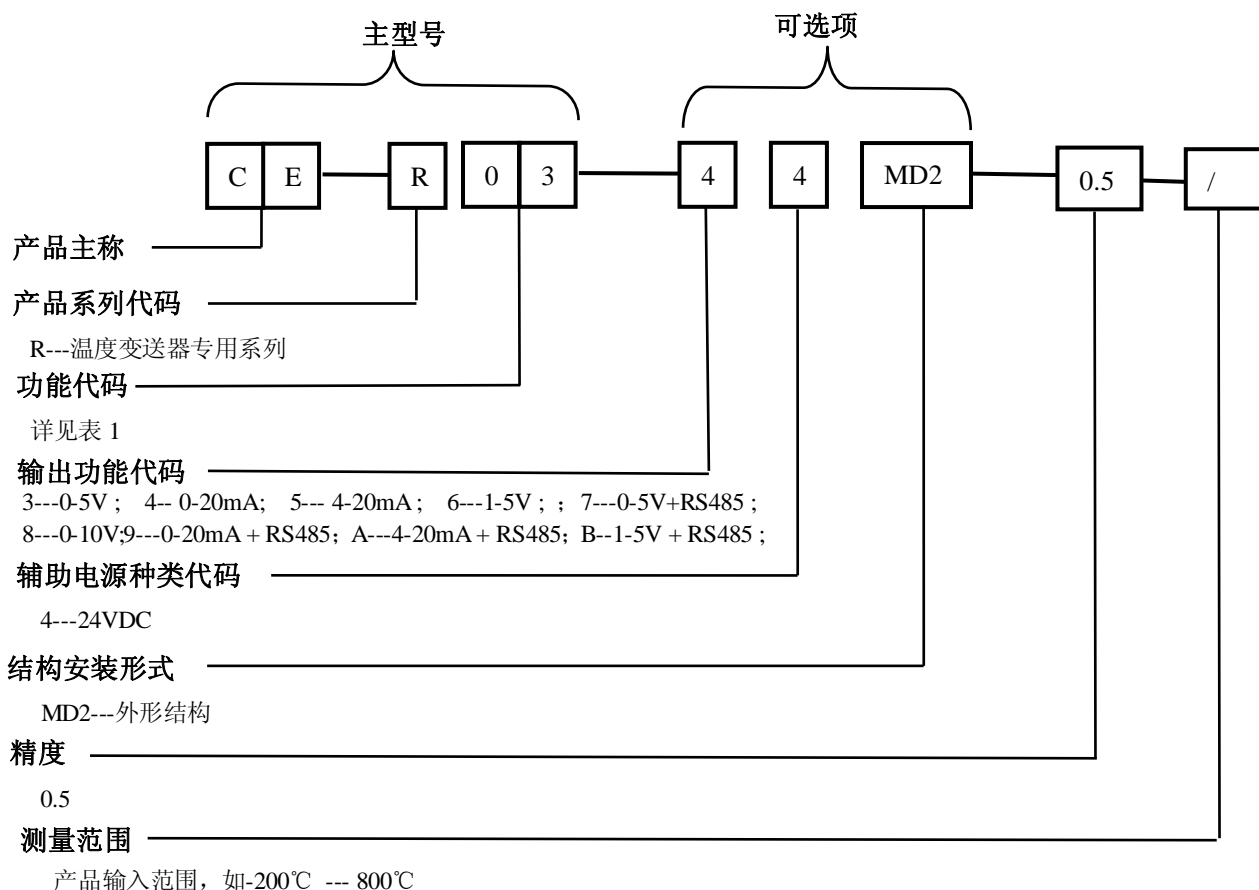 主型号
可选项
C E R 0 3 4 4 MD2 0.5 /
产品主称
产品系列代码
R---温度变送器专用系列
功能代码
详见表 1
输出功能代码
3---0-5V； 4-- 0-20mA; 5--- 4-20mA； 6---1-5V； ；7---0-5V+RS485；
8---0-10V;9---0-20mA + RS485；A---4-20mA + RS485；B--1-5V + RS485；
辅助电源种类代码
4---24VDC
结构安装形式
MD2---外形结构
精度
0.5
测量范围
产品输入范围，如-200℃ --- 800℃